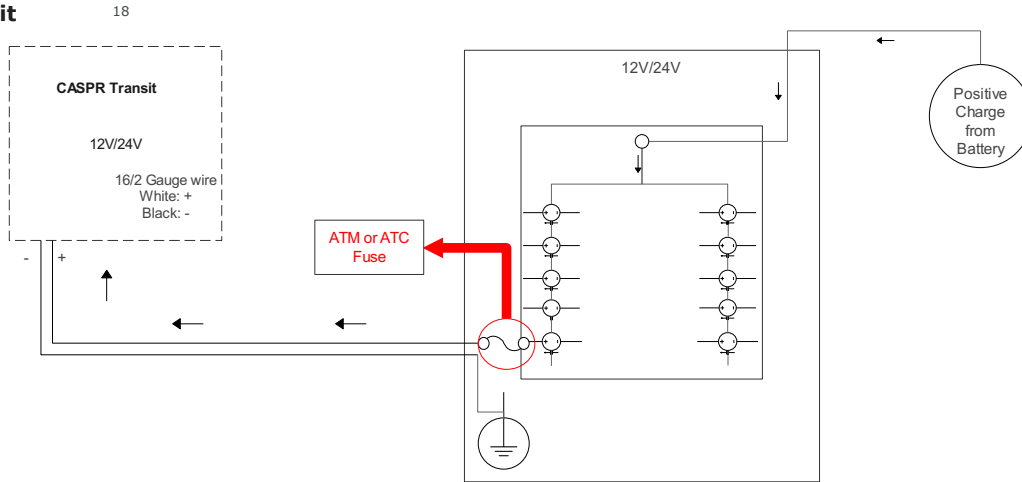 it
18
CASPR Transit
12V/24V
16/2 Gauge wire
White: +
Black: -
- +
ATM or ATC
Fuse
12V/24V
Positive
Charge
from
Battery